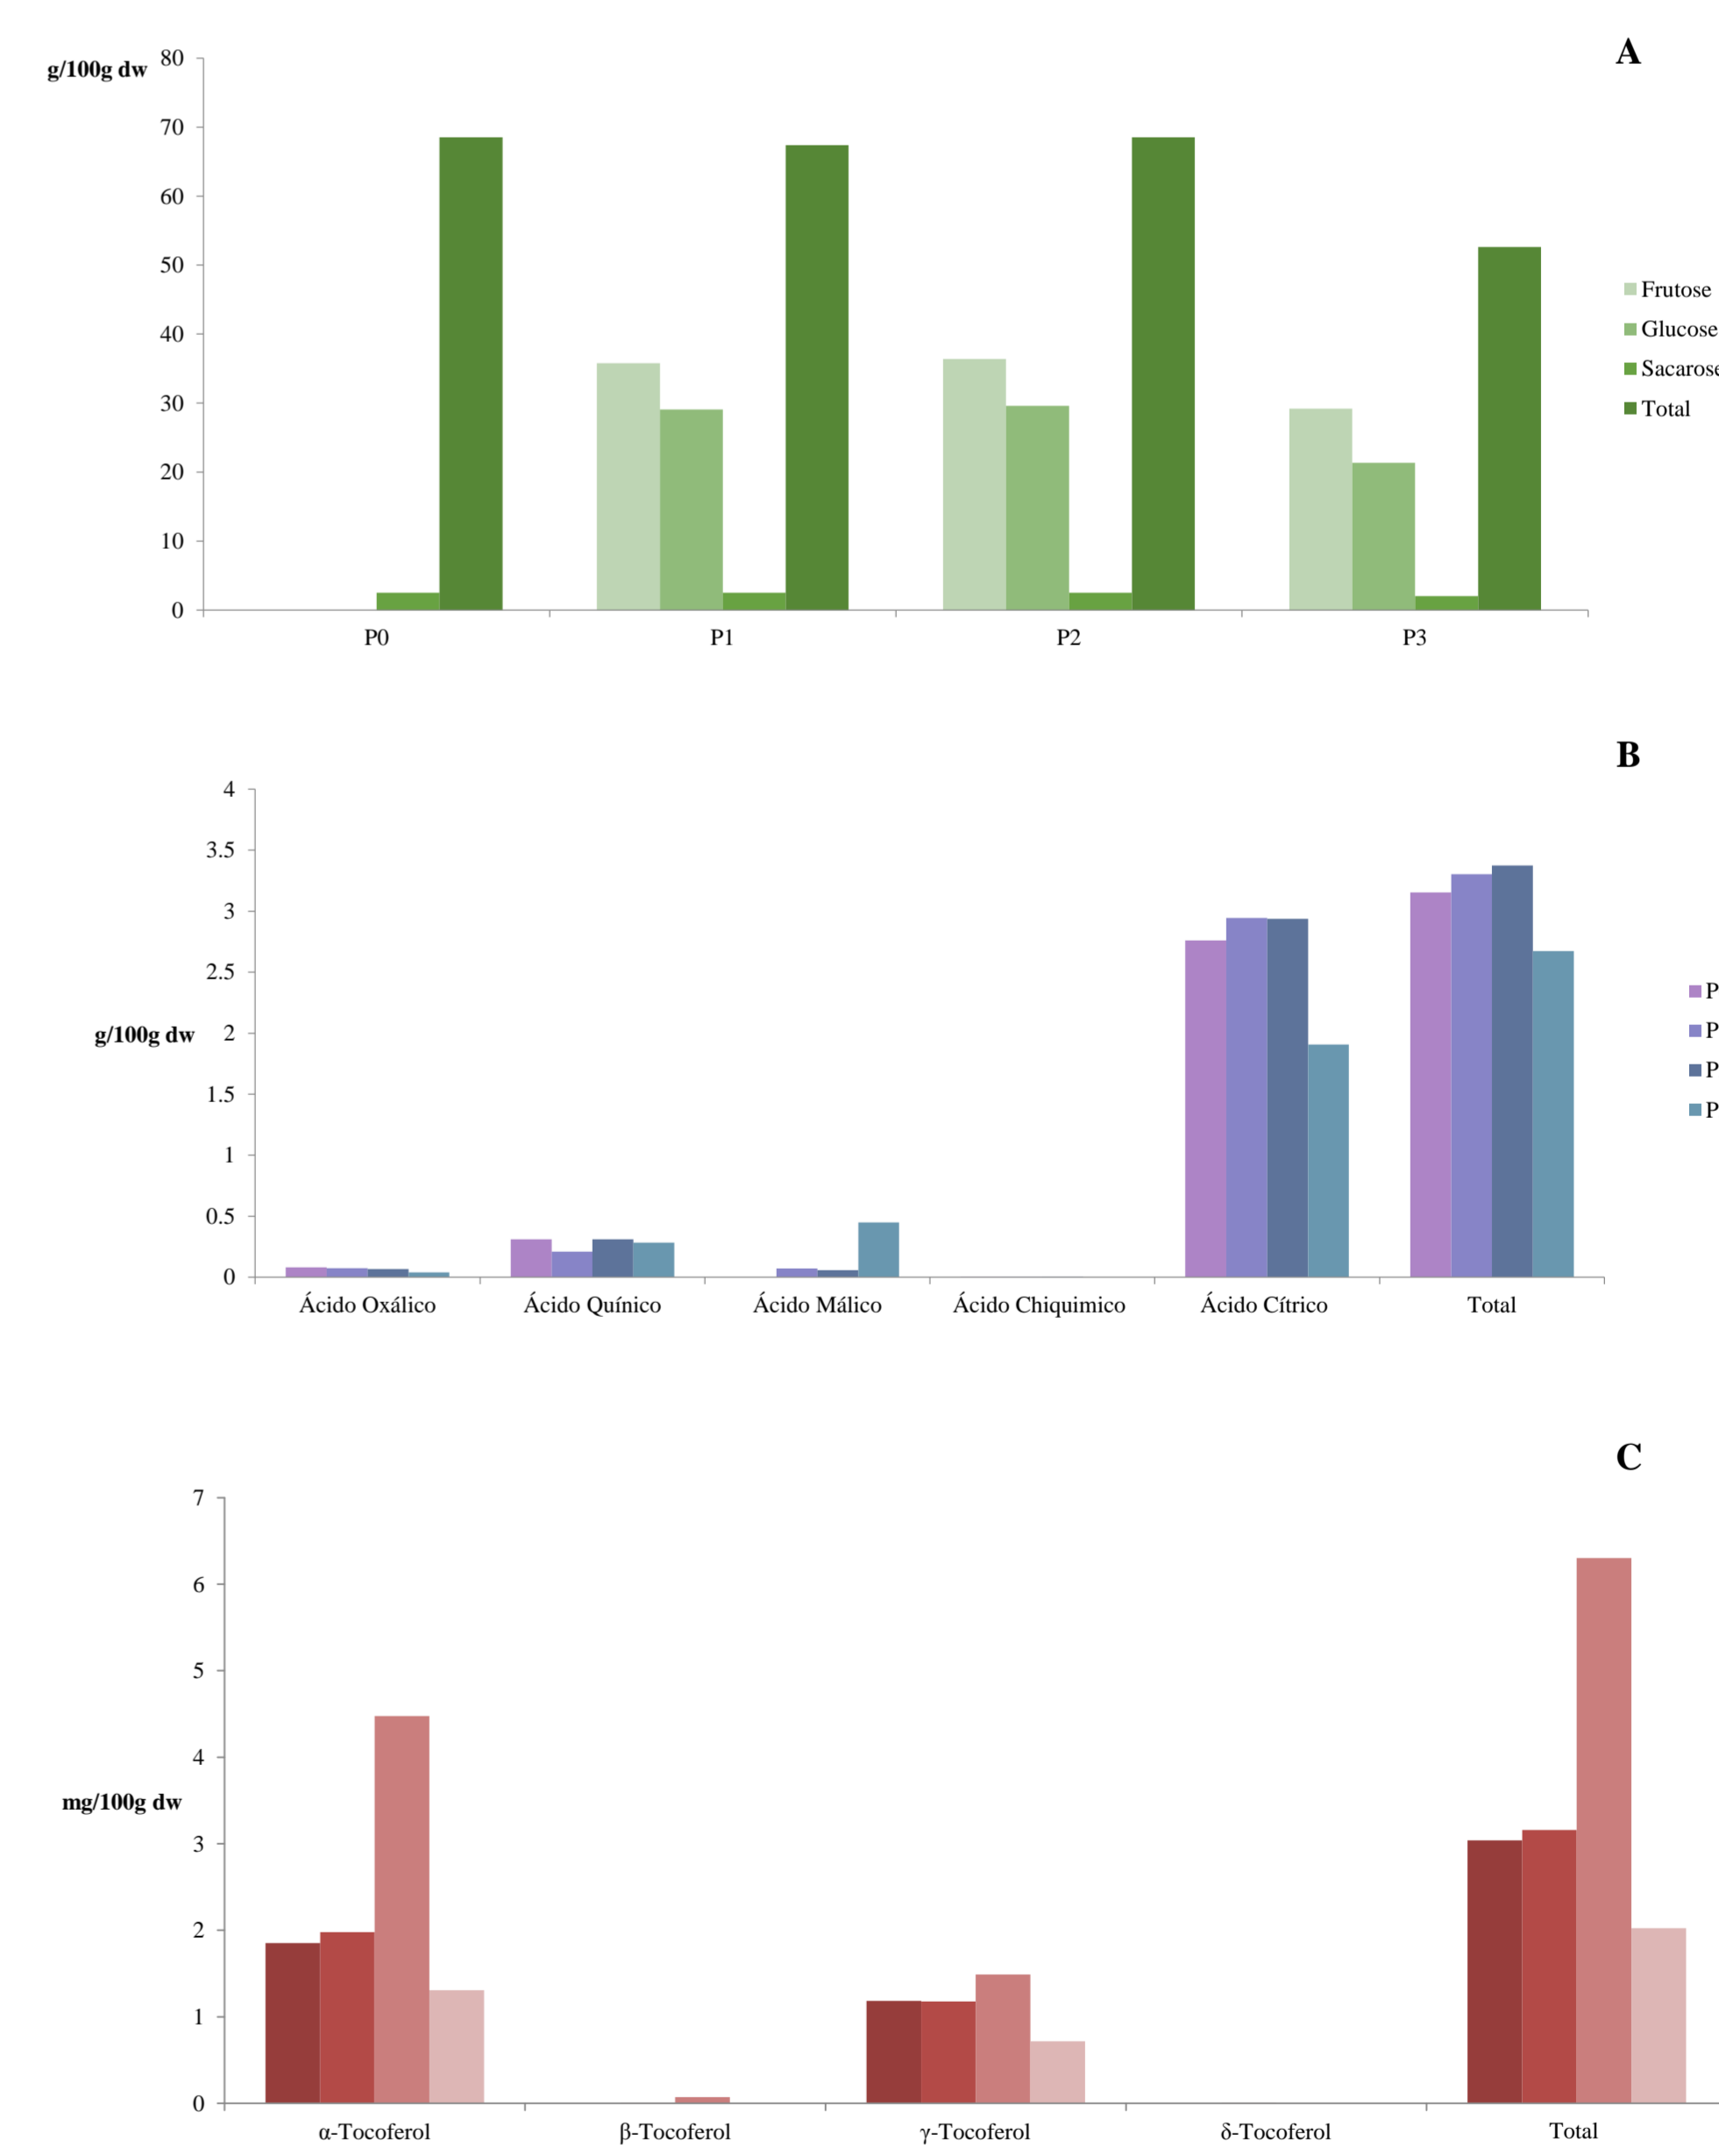 A
g/100g dw
80
70
60
50
40
30
20
10
0
P0 P1 P2 P3
Frutose
Glucose
Sacarose
Total
B
g/100g dw
4
3.5
3
2.5
2
1.5
1
0.5
0
Ácido Oxálico Ácido Quínico Ácido Málico Ácido Chiquimico Ácido Cítrico Total
P
P
P
P
C
mg/100g dw
7
6
5
4
3
2
1
0
α-Tocoferol β-Tocoferol γ-Tocoferol δ-Tocoferol Total